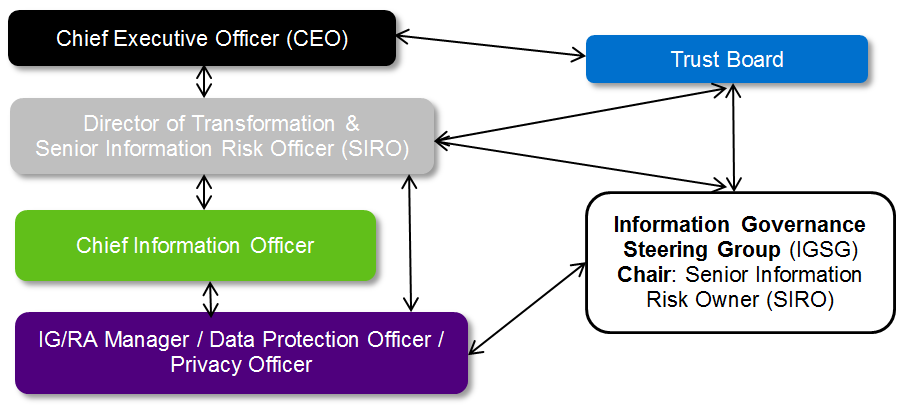 Chief Executive Officer (CEO)
Trust Board
Director of Transformation &
Senior Information Risk Officer (SIRO)
Chief Information Officer
Information Governance
Steering Group (IGSG)
Chair: Senior Information
Risk Owner (SIRO)
IG/RA Manager / Data Protection Officer /
Privacy Officer